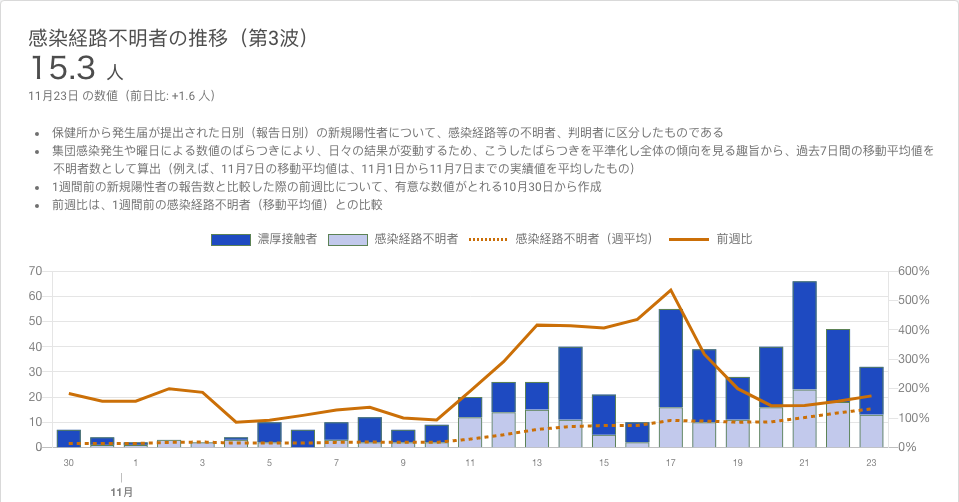 感染経路不明者の推移（第3波）
15.3 人
11月23日 の数値（前日比: +1.6 人）
• 保健所から発生届が提出された日別（報告日別）の新規陽性者について、感染経路等の不明者、判明者に区分したものである
• 集団感染発生や曜日による数値のばらつきにより、日々の結果が変動するため、こうしたばらつきを平準化し全体の傾向を見る趣旨から、過去7日間の移動平均値を
不明者数として算出（例えば、11月7日の移動平均値は、11月1日から11月7日までの実績値を平均したもの）
• 1週間前の新規陽性者の報告数と比較した際の前週比について、有意な数値がとれる10月30日から作成
• 前週比は、1週間前の感染経路不明者（移動平均値）との比較
濃厚接触者 感染経路不明者 感染経路不明者（週平均） 前週比
70 600%
60 500%
50 400%
40 300%
30 200%
20 100%
10 0%
0
30 1 3 5 7 9 11 13 15 17 19 21 23
11月